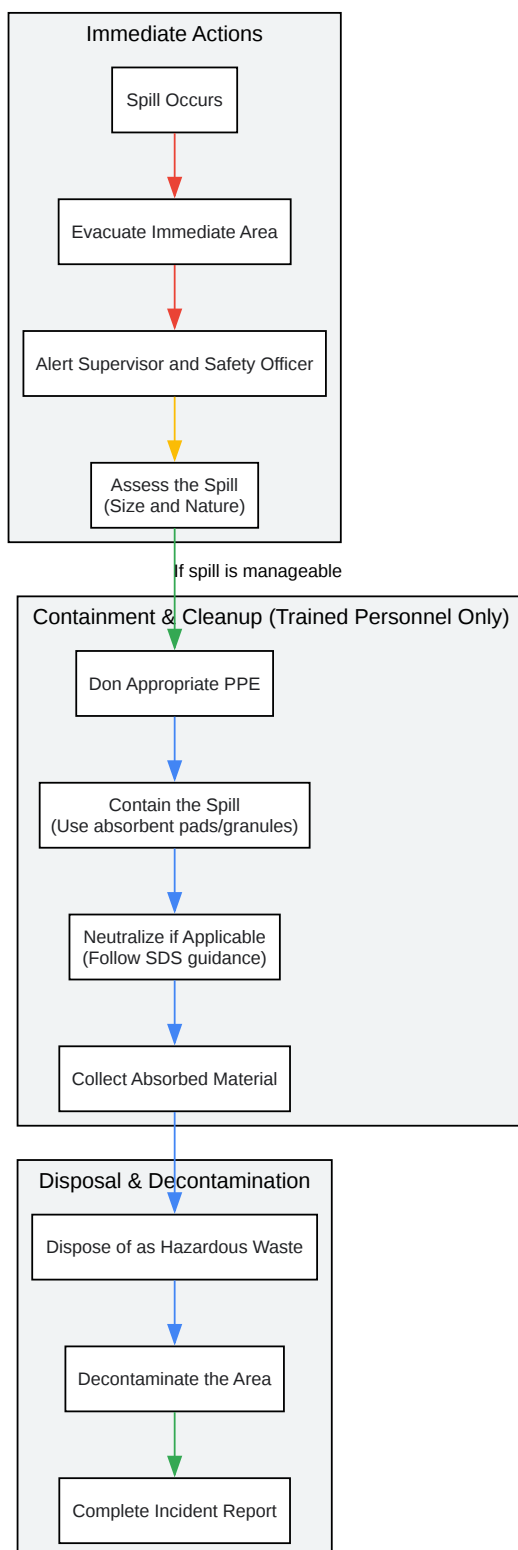 Immediate Actions
Spill Occurs
Evacuate Immediate Area
Alert Supervisor and Safety Officer
Assess the Spill
(Size and Nature)
If spill is manageable
Containment & Cleanup (Trained Personnel Only)
Don Appropriate PPE
Contain the Spill
(Use absorbent pads/granules)
Neutralize if Applicable
(Follow SDS guidance)
Collect Absorbed Material
Disposal & Decontamination
Dispose of as Hazardous Waste
Decontaminate the Area
Complete Incident Report